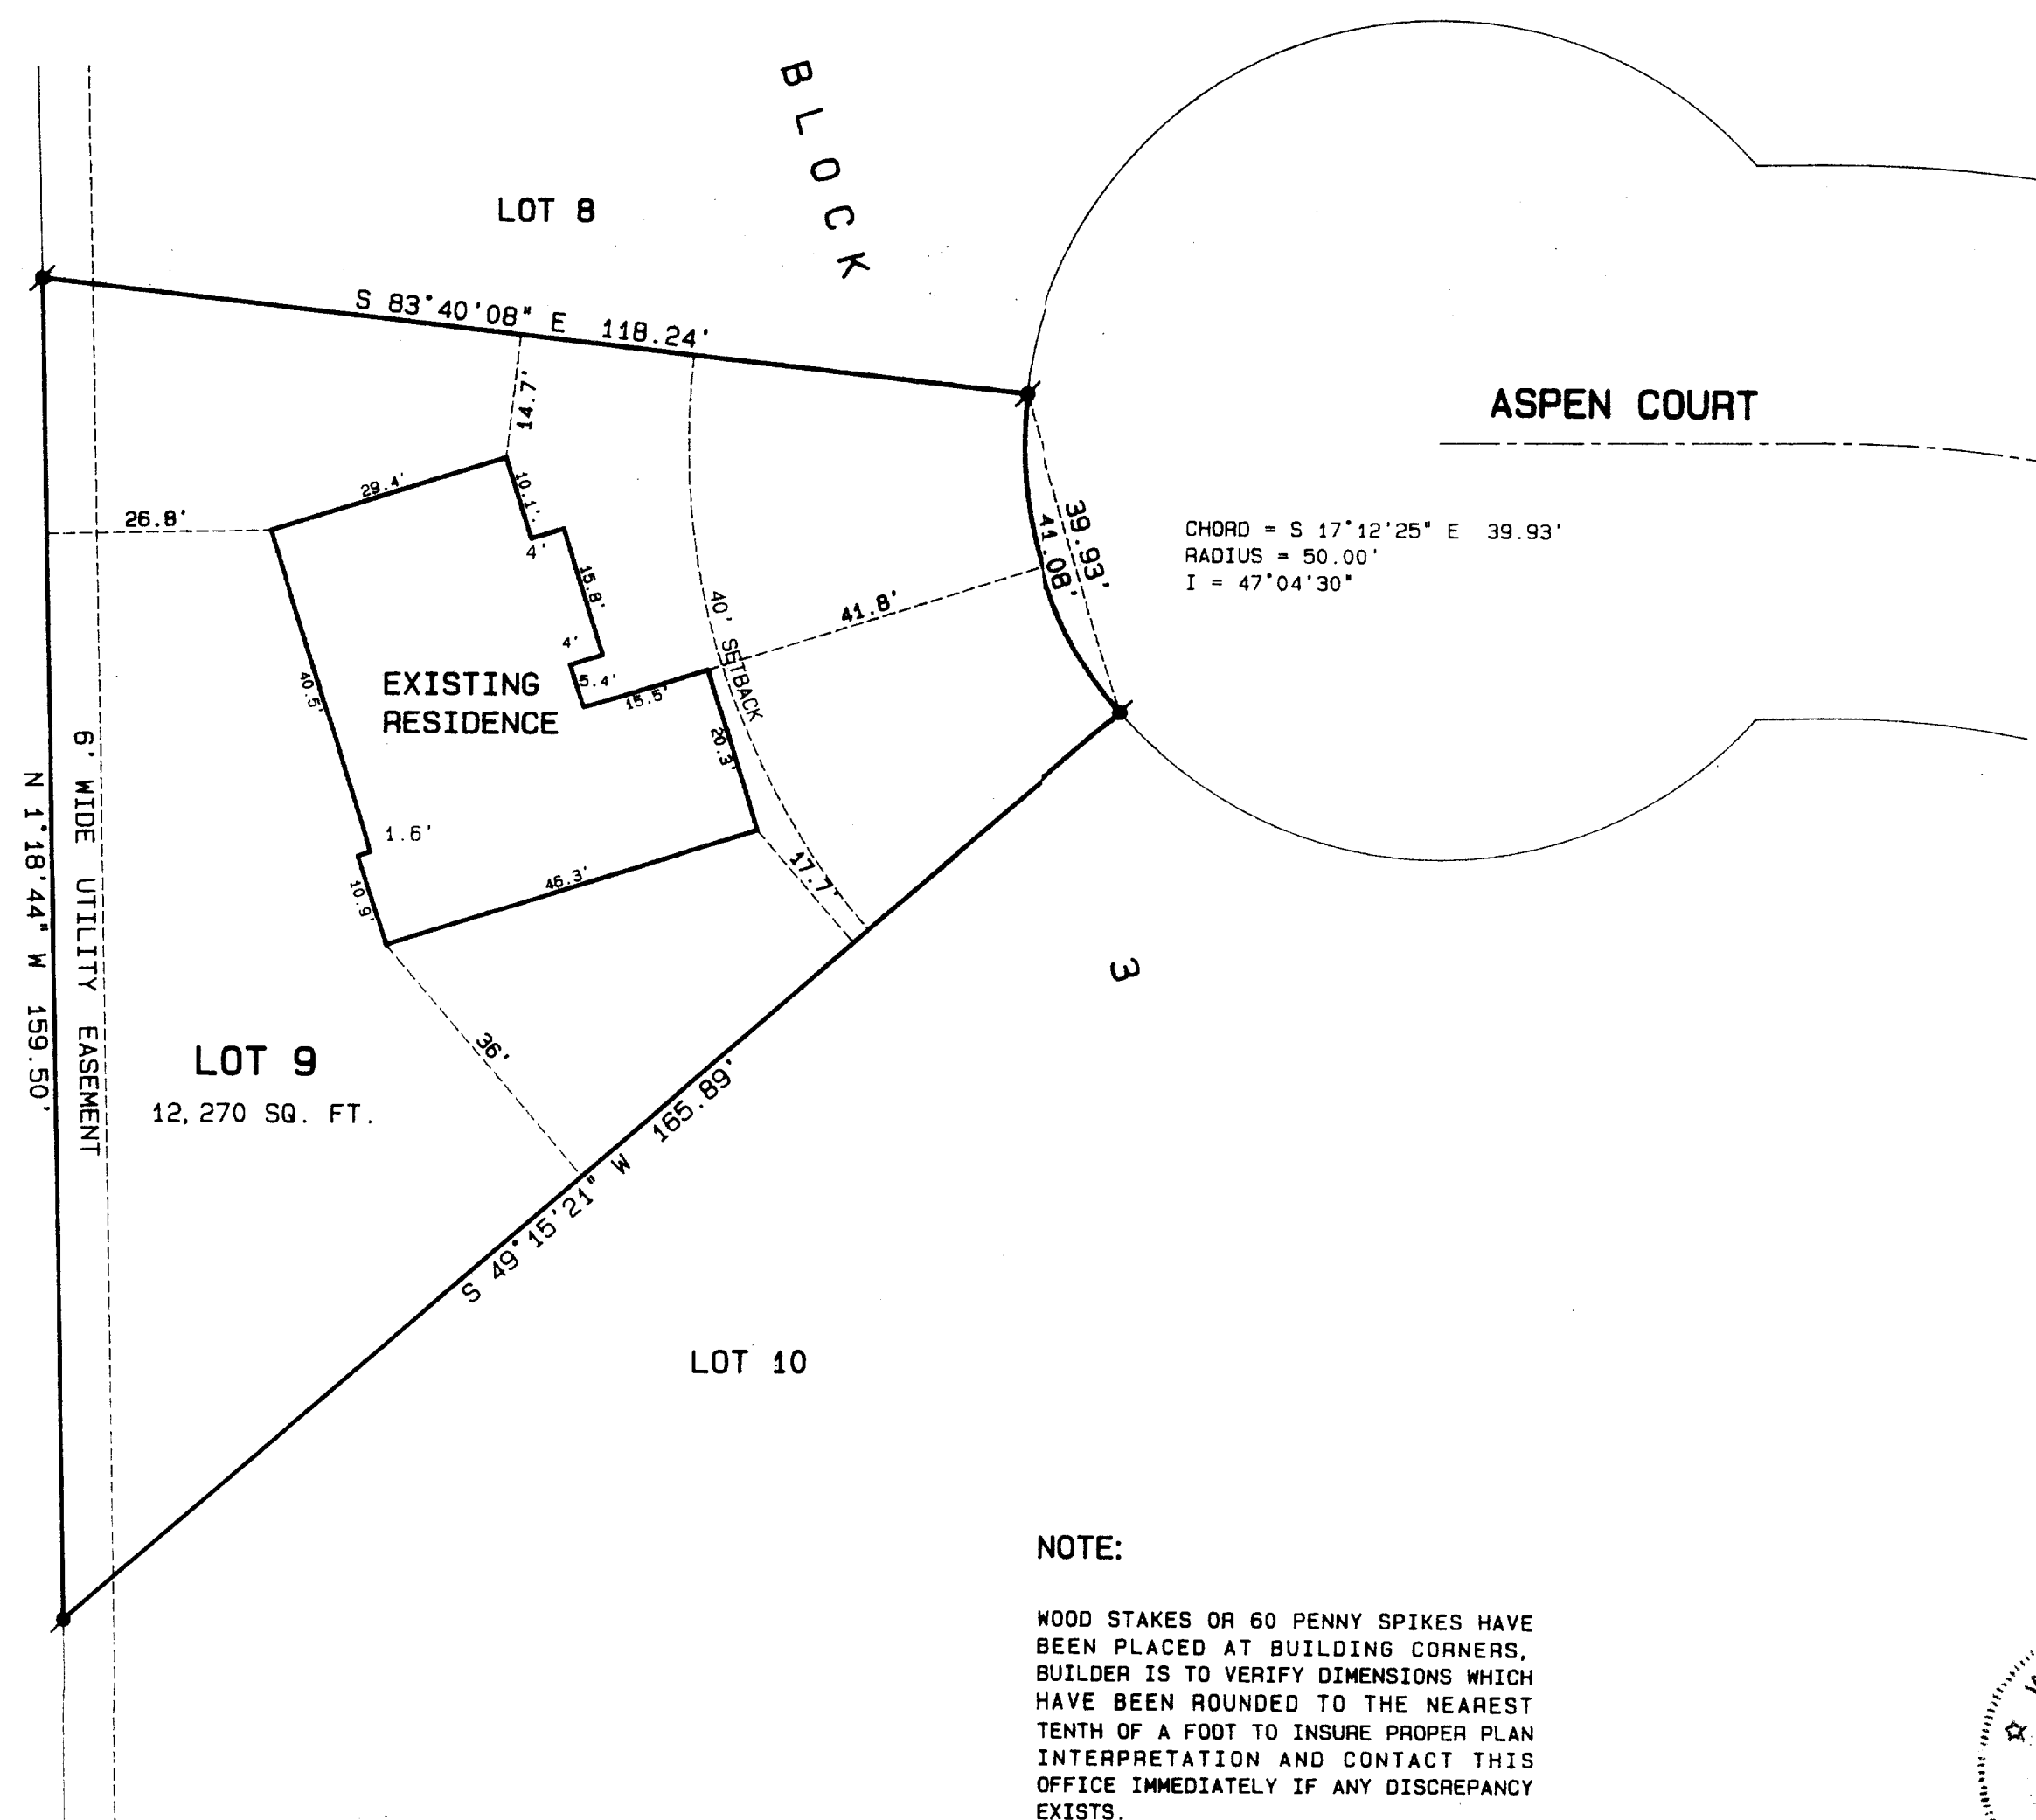 BLOCK
LOT 8
S 83°40'08" E 118.24'
14.7'
ASPEN COURT
29.4'
10.1'
26.8'
4'
39.93'
41.08'
CHORD = S 17°12'25" E 39.93'
RADIUS = 50.00'
I = 47°04'30"
15.8'
41.8'
40' SETBACK
4'
5.4'
15.5'
EXISTING
RESIDENCE
40.5'
20.3'
6' WIDE UTILITY EASEMENT
N 1°18'44" W 159.50'
1.6'
46.3'
10.9'
17.7'
3
36'
LOT 9
12,270 SQ. FT.
S 49°15'21" W 165.89'
LOT 10
NOTE:
WOOD STAKES OR 60 PENNY SPIKES HAVE
BEEN PLACED AT BUILDING CORNERS,
BUILDER IS TO VERIFY DIMENSIONS WHICH
HAVE BEEN ROUNDED TO THE NEAREST
TENTH OF A FOOT TO INSURE PROPER PLAN
INTERPRETATION AND CONTACT THIS
OFFICE IMMEDIATELY IF ANY DISCREPANCY
EXISTS.